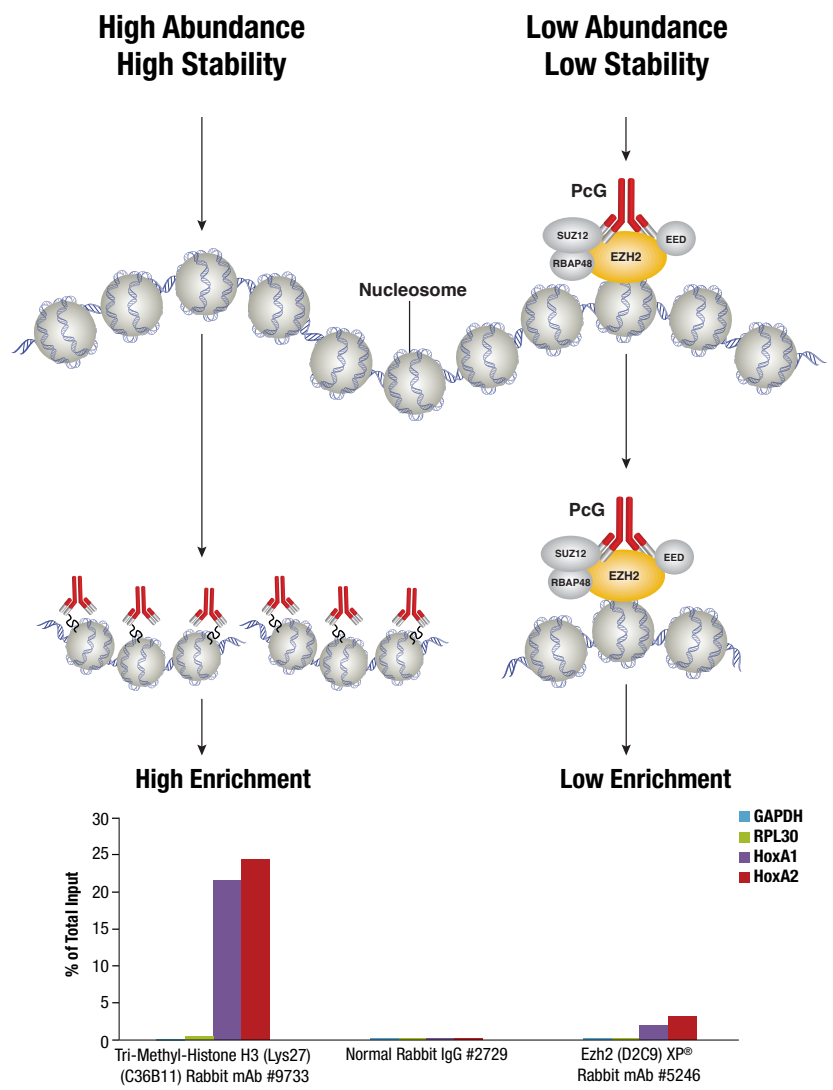 High Abundance
High Stability
Low Abundance
Low Stability
PcG
SUZ12
EED
RBAP48
EZH2
Nucleosome
PcG
SUZ12
EED
RBAP48
EZH2
High Enrichment
Low Enrichment
% of Total Input
30
25
20
15
10
5
0
GAPDH
RPL30
HoxA1
HoxA2
Tri-Methyl-Histone H3 (Lys27)
(C36B11) Rabbit mAb #9733
Normal Rabbit IgG #2729
Ezh2 (D2C9) XP®
Rabbit mAb #5246